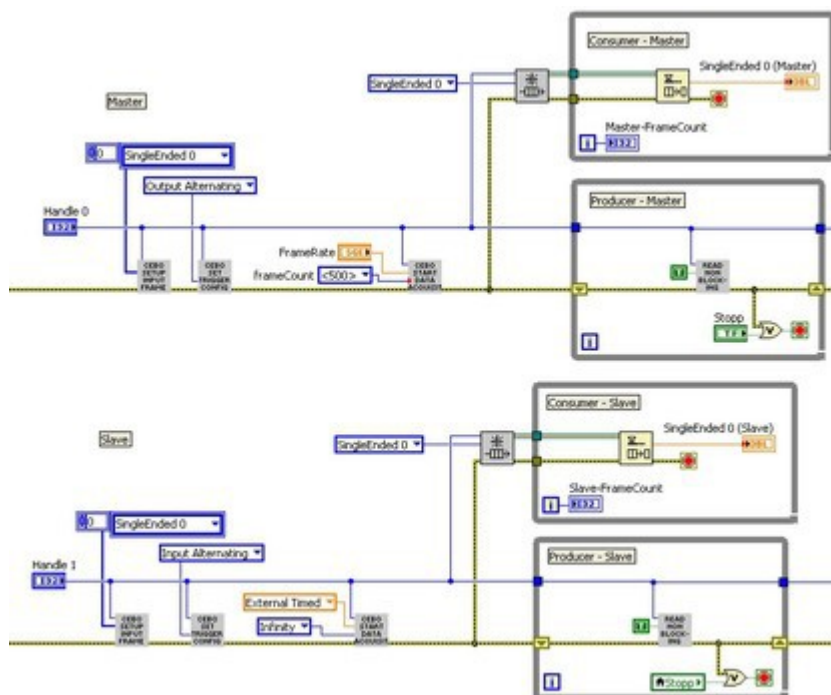 Consumer - Master
SingleEnded 0 (Master)
DBL
SingleEnded 0
Master
Master-FrameCount
i
I32
0
SingleEnded 0
Output Alternating
Producer - Master
Handle 0
I32
FrameRate
SGL
frameCount
<500>
CEBO SETUP INPUT FRAME
CEBO SET TRIGGER CONFIG
CEBO START DATA ACQUISIT
READ NON BLOCK-ING
Stopp
TF
i
Consumer - Slave
Slave
SingleEnded 0
SingleEnded 0 (Slave)
DBL
Slave-FrameCount
i
I32
0
SingleEnded 0
Input Alternating
Producer - Slave
Handle 1
I32
External Timed
Infinity
CEBO SETUP INPUT FRAME
CEBO SET TRIGGER CONFIG
CEBO START DATA ACQUISIT
READ NON BLOCK-ING
Stopp
i